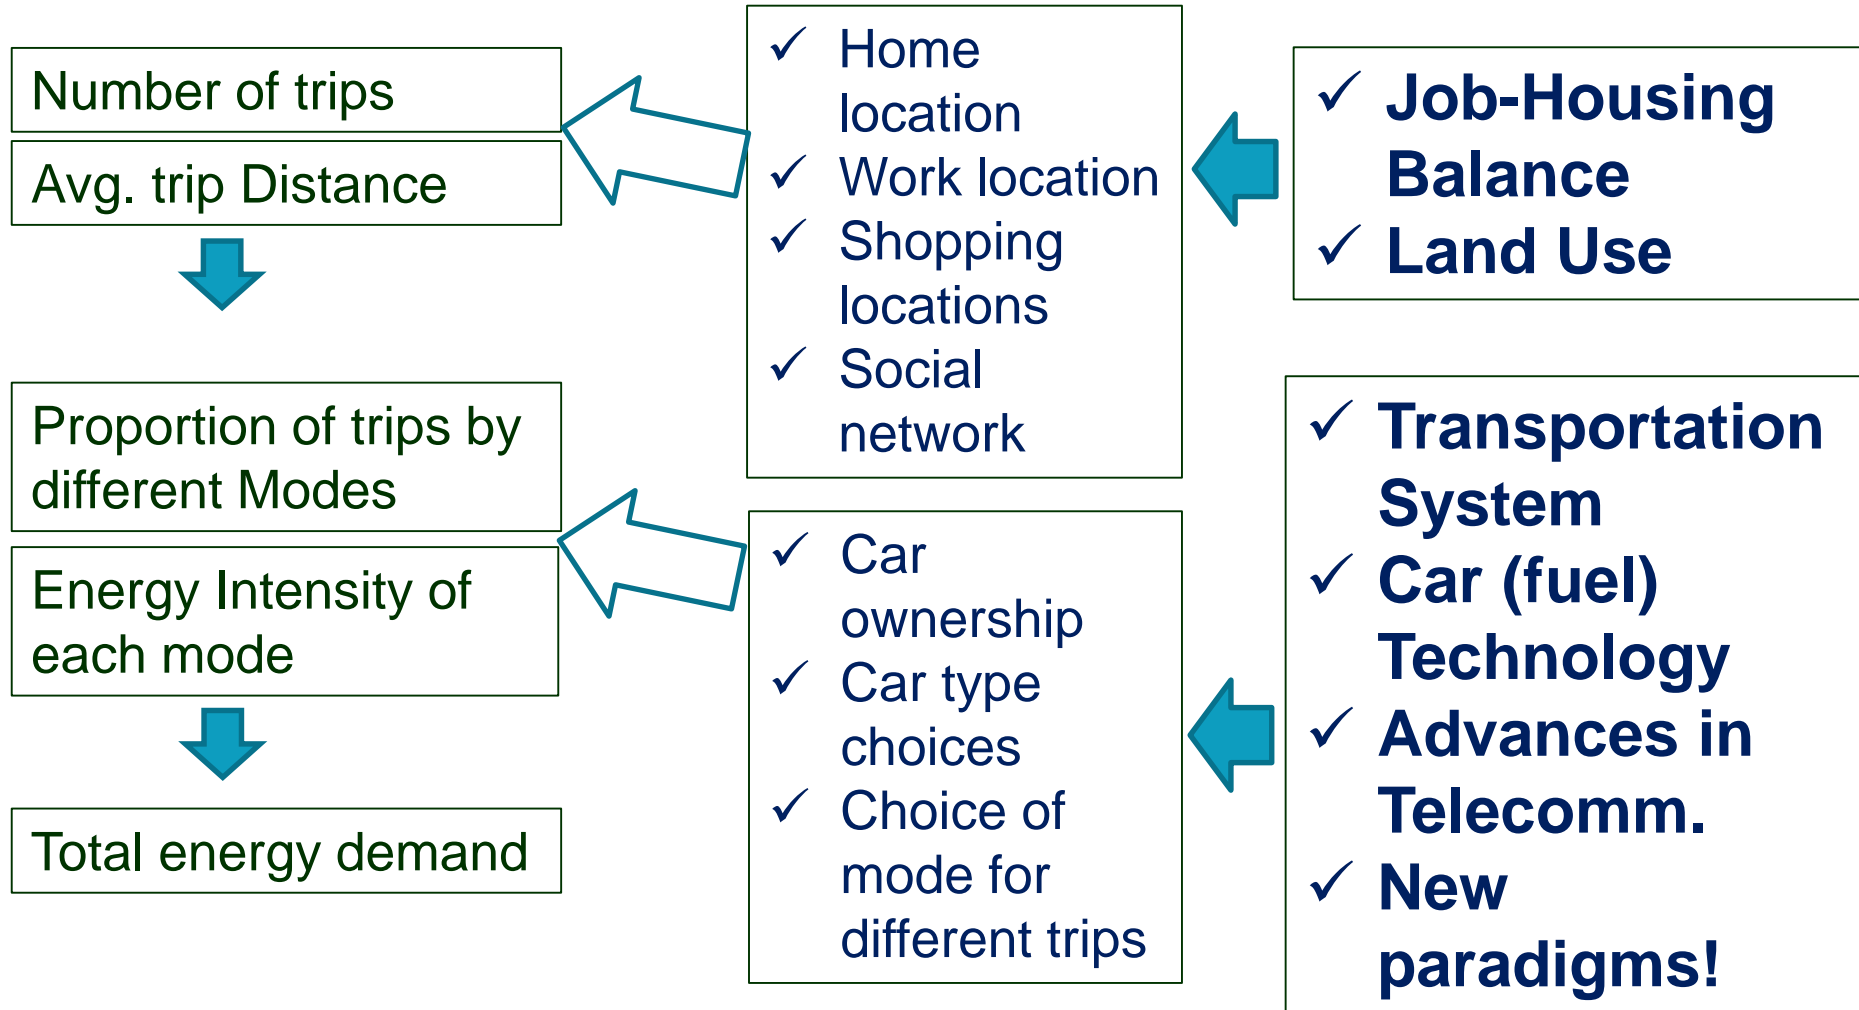 Number of trips
Avg. trip Distance
Proportion of trips by
different Modes
Energy Intensity of
each mode
Total energy demand
✓ Home
location
✓ Work location
✓ Shopping
locations
✓ Social
network
✓ Car
ownership
✓ Car type
choices
✓ Choice of
mode for
different trips
✓ Job-Housing
Balance
✓ Land Use
✓ Transportation
System
✓ Car (fuel)
Technology
✓ Advances in
Telecomm.
✓ New
paradigms!